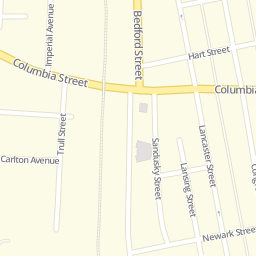 Imperial Avenue
Bedford Street
Hart Street
Columbia Street
Columbia
Trull Street
Carlton Avenue
Sandusky Street
Lansing Street
Lancaster Street
Newark Stree